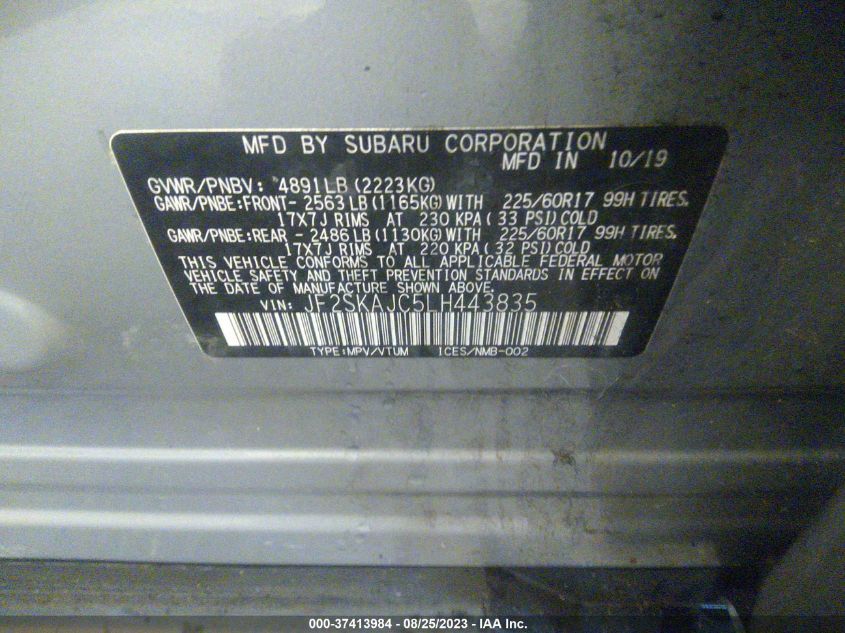 MFD BY SUBARU CORPORATION
MFD IN 10/19
GVWR/PNBV: 4891LB (2223KG)
GAWR/PNBE:FRONT- 2563 LB (1165KG) WITH 225/60R17 99H TIRES.
17X7J RIMS AT 230 KPA( 33 PSI) COLD
GAWR/PNBE:REAR - 2486 LB (1130KG) WITH 225/60R17 99H TIRES.
17X7J RIMS AT 220 KPA( 32 PSI) COLD
THIS VEHICLE CONFORMS TO ALL APPLICABLE FEDERAL MOTOR
VEHICLE SAFETY AND THEFT PREVENTION STANDARDS IN EFFECT ON
THE DATE OF MANUFACTURE SHOWN ABOVE.
VIN: JF2SKAJC5LH443835
TYPE:MPV/VTUM ICES/NMB-002
000-37413984 - 08/25/2023 - IAA Inc.